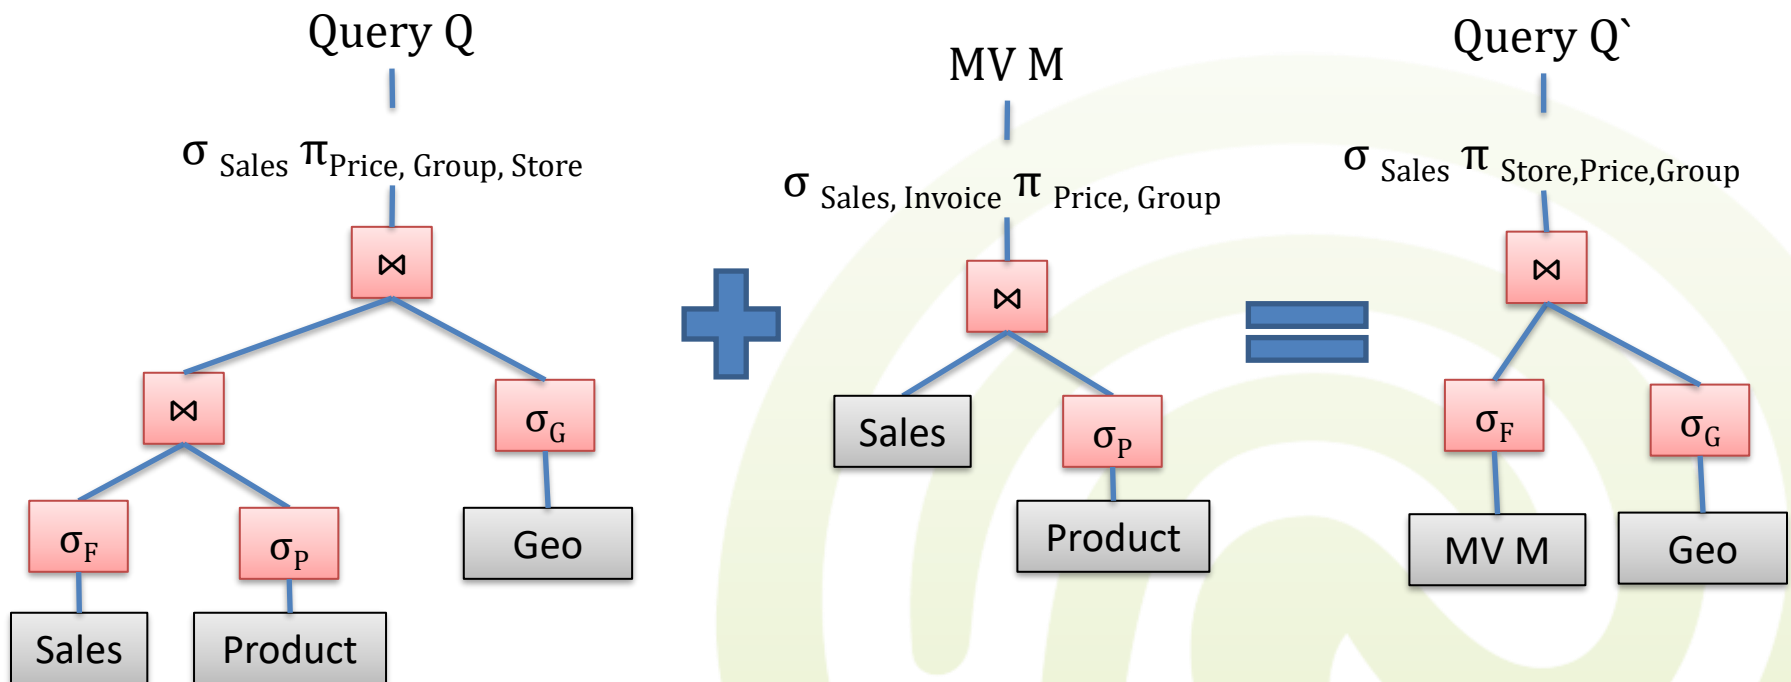 Query Q
σ Sales π Price, Group, Store
⋈
⋈
σG
σF
σP
Geo
Sales
Product
MV M
σ Sales, Invoice π Price, Group
⋈
Sales
σP
Product
Query Q`
σ Sales π Store,Price,Group
⋈
σF
σG
MV M
Geo